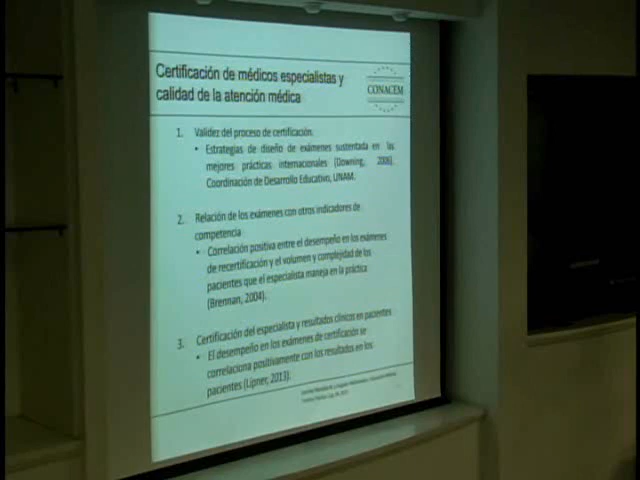 Certificación de médicos especialistas y
calidad de la atención médica
CONACEM
1. Validez del proceso de certificación.
• Estrategias de diseño de exámenes sustentada en las
mejores prácticas internacionales (Downing, 2006).
Coordinación de Desarrollo Educativo, UNAM.
2. Relación de los exámenes con otros indicadores de
competencia
• Correlación positiva entre el desempeño en los exámenes
de recertificación y el volumen y complejidad de los
pacientes que el especialista maneja en la práctica
(Brennan, 2004).
3. Certificación del especialista y resultados clínicos en pacientes
• El desempeño en los exámenes de certificación se
correlaciona positivamente con los resultados en los
pacientes (Lipner, 2013).